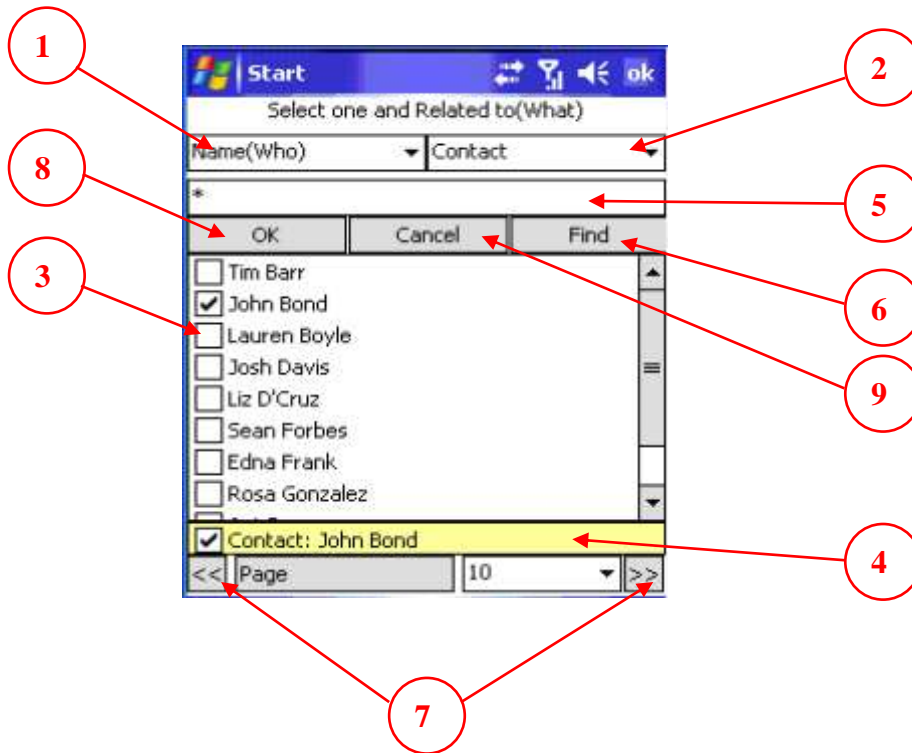 1
Start ok
2
Select one and Related to(What)
Name(Who) Contact
8
*
5
OK Cancel Find
3
Tim Barr
John Bond
6
Lauren Boyle
Josh Davis
9
Liz D'Cruz
Sean Forbes
Edna Frank
Rosa Gonzalez
Contact: John Bond
4
<< Page 10 >>
7